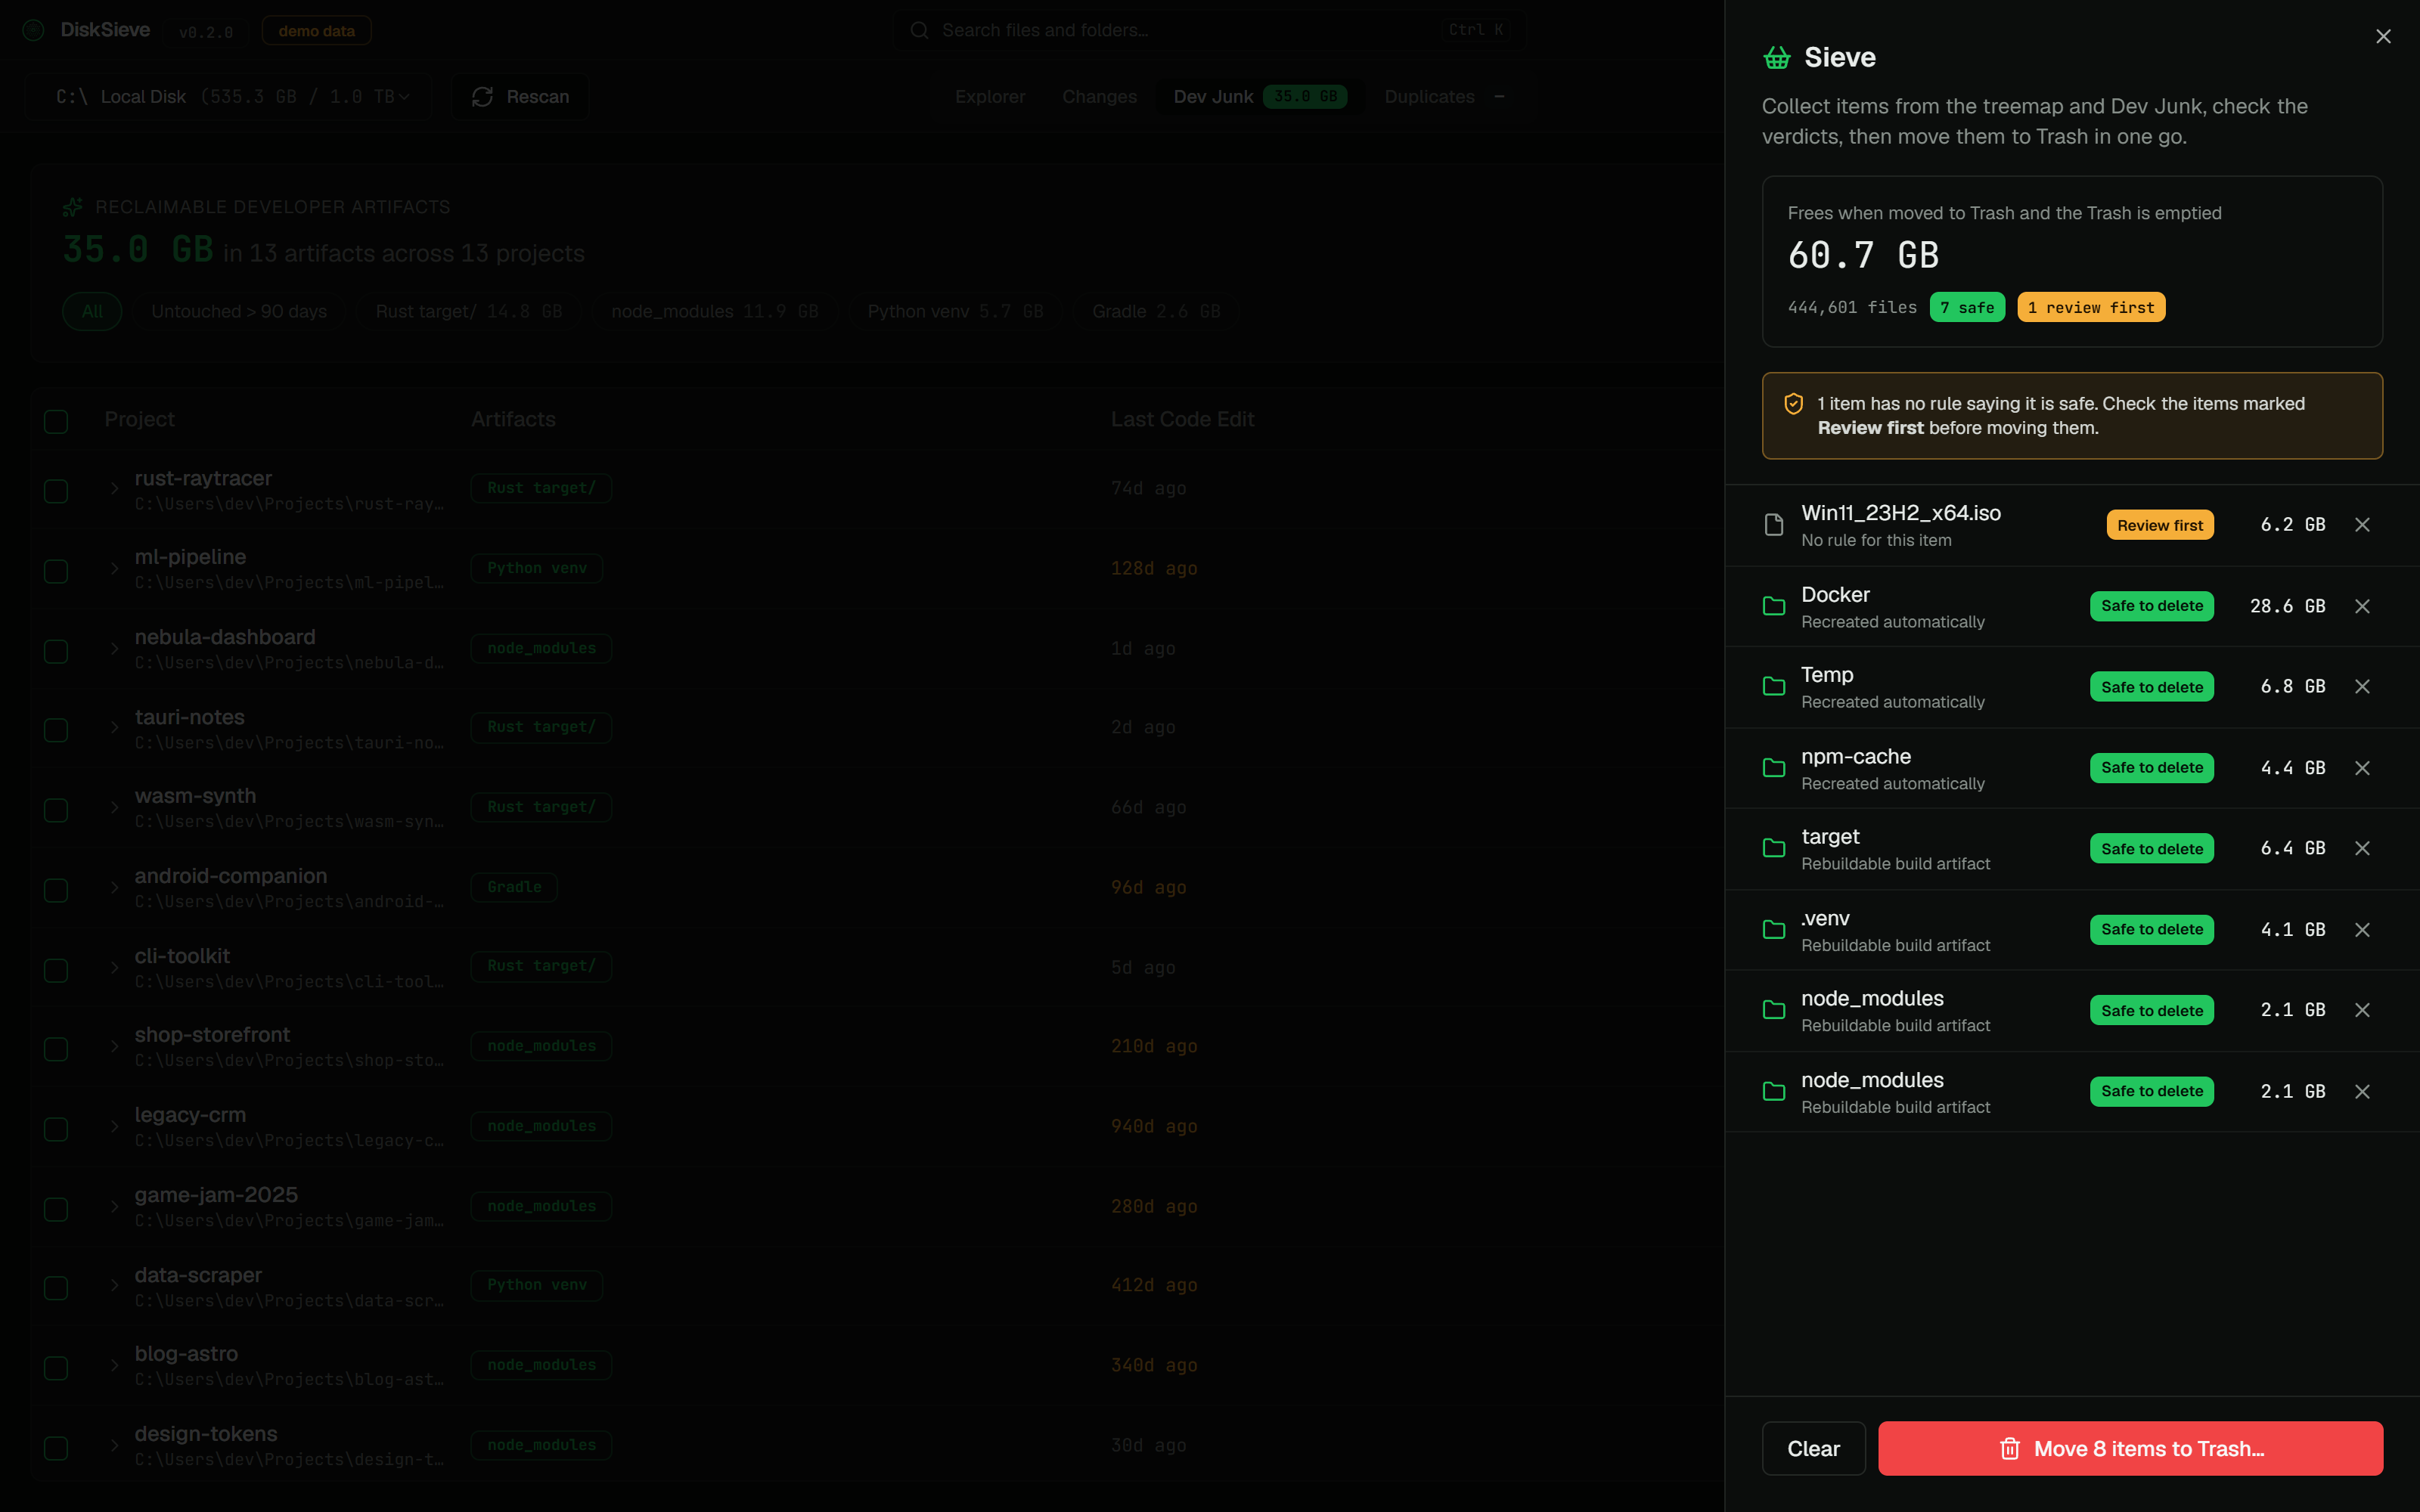 DiskSieve v0.2.0 demo data
Search files and folders... Ctrl K
C:\ Local Disk (535.3 GB / 1.0 TB
Rescan
Explorer Changes Dev Junk 35.0 GB Duplicates –
RECLAIMABLE DEVELOPER ARTIFACTS
35.0 GB in 13 artifacts across 13 projects
All Untouched > 90 days Rust target/ 14.8 GB node_modules 11.9 GB Python venv 5.7 GB Gradle 2.6 GB
Project Artifacts Last Code Edit
rust-raytracer
C:\Users\dev\Projects\rust-ray…
Rust target/ 74d ago
ml-pipeline
C:\Users\dev\Projects\ml-pipel…
Python venv 128d ago
nebula-dashboard
C:\Users\dev\Projects\nebula-d…
node_modules 1d ago
tauri-notes
C:\Users\dev\Projects\tauri-no…
Rust target/ 2d ago
wasm-synth
C:\Users\dev\Projects\wasm-syn…
Rust target/ 66d ago
android-companion
C:\Users\dev\Projects\android-…
Gradle 96d ago
cli-toolkit
C:\Users\dev\Projects\cli-tool…
Rust target/ 5d ago
shop-storefront
C:\Users\dev\Projects\shop-sto…
node_modules 210d ago
legacy-crm
C:\Users\dev\Projects\legacy-c…
node_modules 940d ago
game-jam-2025
C:\Users\dev\Projects\game-jam…
node_modules 280d ago
data-scraper
C:\Users\dev\Projects\data-scr…
Python venv 412d ago
blog-astro
C:\Users\dev\Projects\blog-ast…
node_modules 340d ago
design-tokens
C:\Users\dev\Projects\design-t…
node_modules 30d ago
Sieve
Collect items from the treemap and Dev Junk, check the
verdicts, then move them to Trash in one go.
Frees when moved to Trash and the Trash is emptied
60.7 GB
444,601 files 7 safe 1 review first
1 item has no rule saying it is safe. Check the items marked
Review first before moving them.
Win11_23H2_x64.iso
No rule for this item
Review first 6.2 GB
Docker
Recreated automatically
Safe to delete 28.6 GB
Temp
Recreated automatically
Safe to delete 6.8 GB
npm-cache
Recreated automatically
Safe to delete 4.4 GB
target
Rebuildable build artifact
Safe to delete 6.4 GB
.venv
Rebuildable build artifact
Safe to delete 4.1 GB
node_modules
Rebuildable build artifact
Safe to delete 2.1 GB
node_modules
Rebuildable build artifact
Safe to delete 2.1 GB
Clear
Move 8 items to Trash...